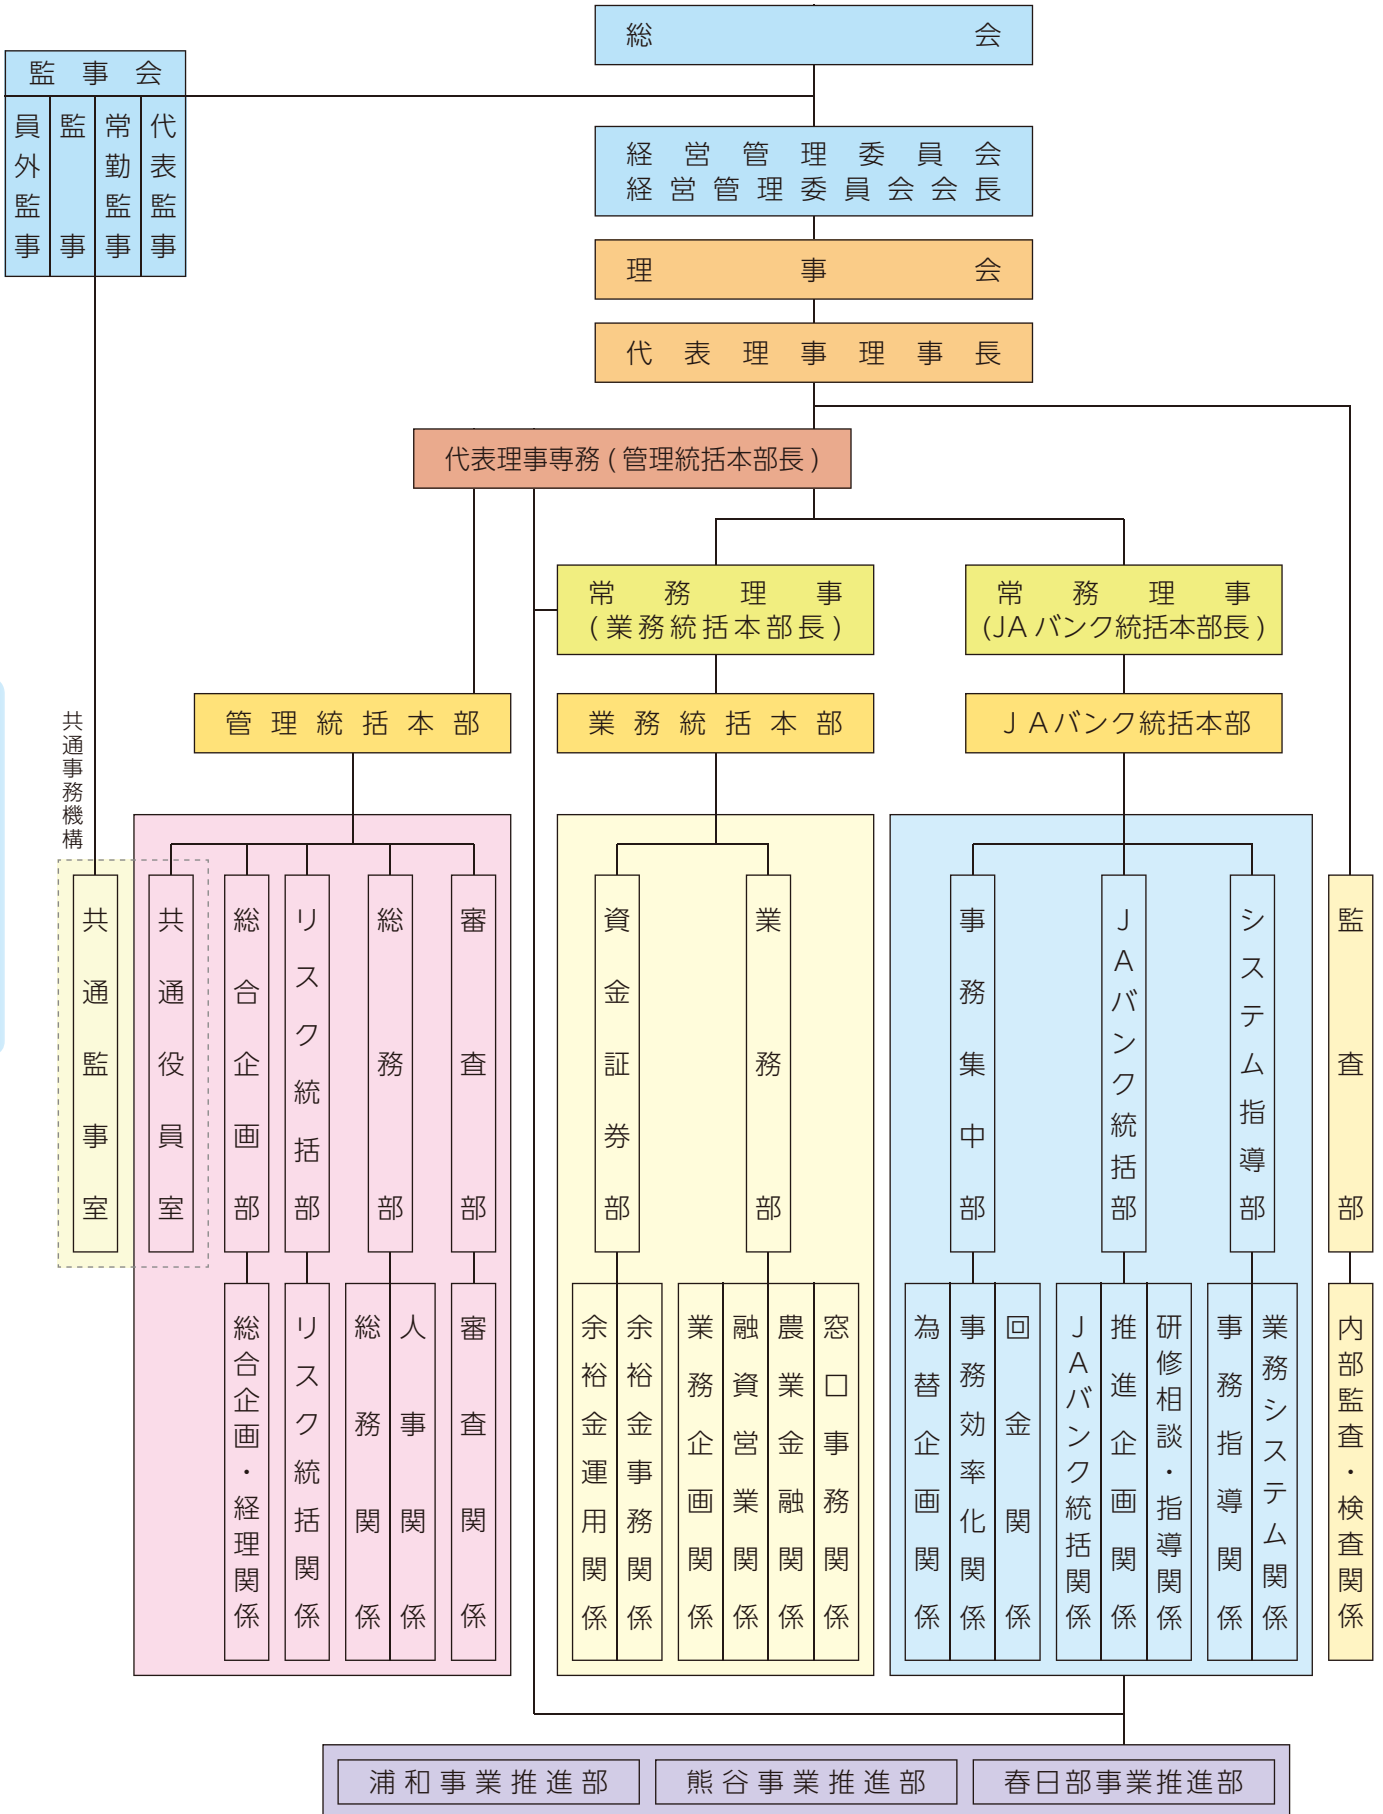 総会
監事会
員外監事
監事
常勤監事
代表監事
経営管理委員会
経営管理委員会会長
理事会
代表理事理事長
代表理事専務(管理統括本部長)
常務理事
(業務統括本部長)
常務理事
(JAバンク統括本部長)
管理統括本部
業務統括本部
JAバンク統括本部
共通事務機構
共通監事室
共通役員室
総合企画部
リスク統括部
総務部
審査部
資金証券部
業務部
事務集中部
JAバンク統括部
システム指導部
監査部
総合企画・経理関係
リスク統括関係
総務関係
人事関係
審査関係
余裕金運用関係
余裕金事務関係
業務企画関係
融資営業関係
農業金融関係
窓口事務関係
為替企画関係
事務効率化関係
回金関係
JAバンク統括関係
推進企画関係
研修相談・指導関係
事務指導関係
業務システム関係
内部監査・検査関係
浦和事業推進部
熊谷事業推進部
春日部事業推進部